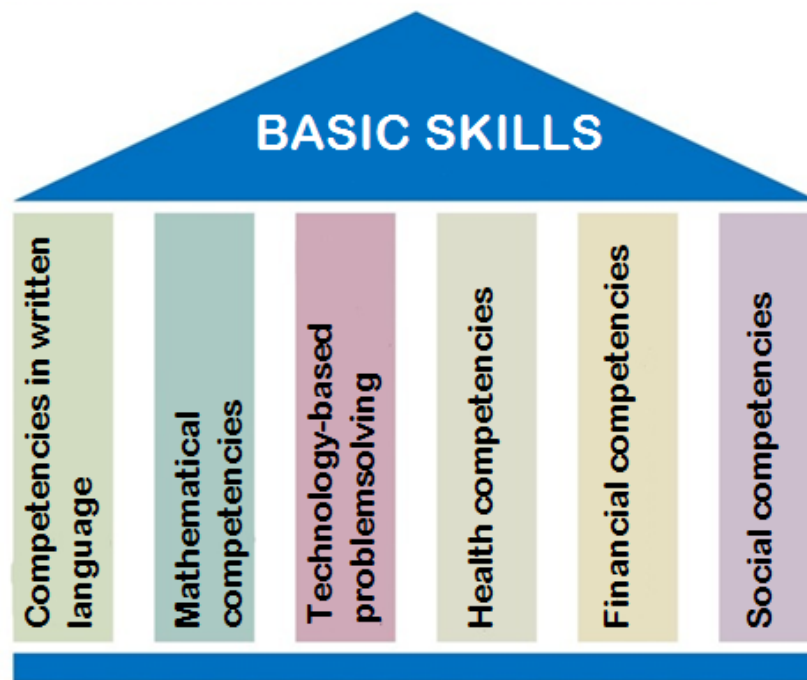 BASIC SKILLS
Competencies in written
language
Mathematical
competencies
Technology-based
problemsolving
Health competencies
Financial competencies
Social competencies